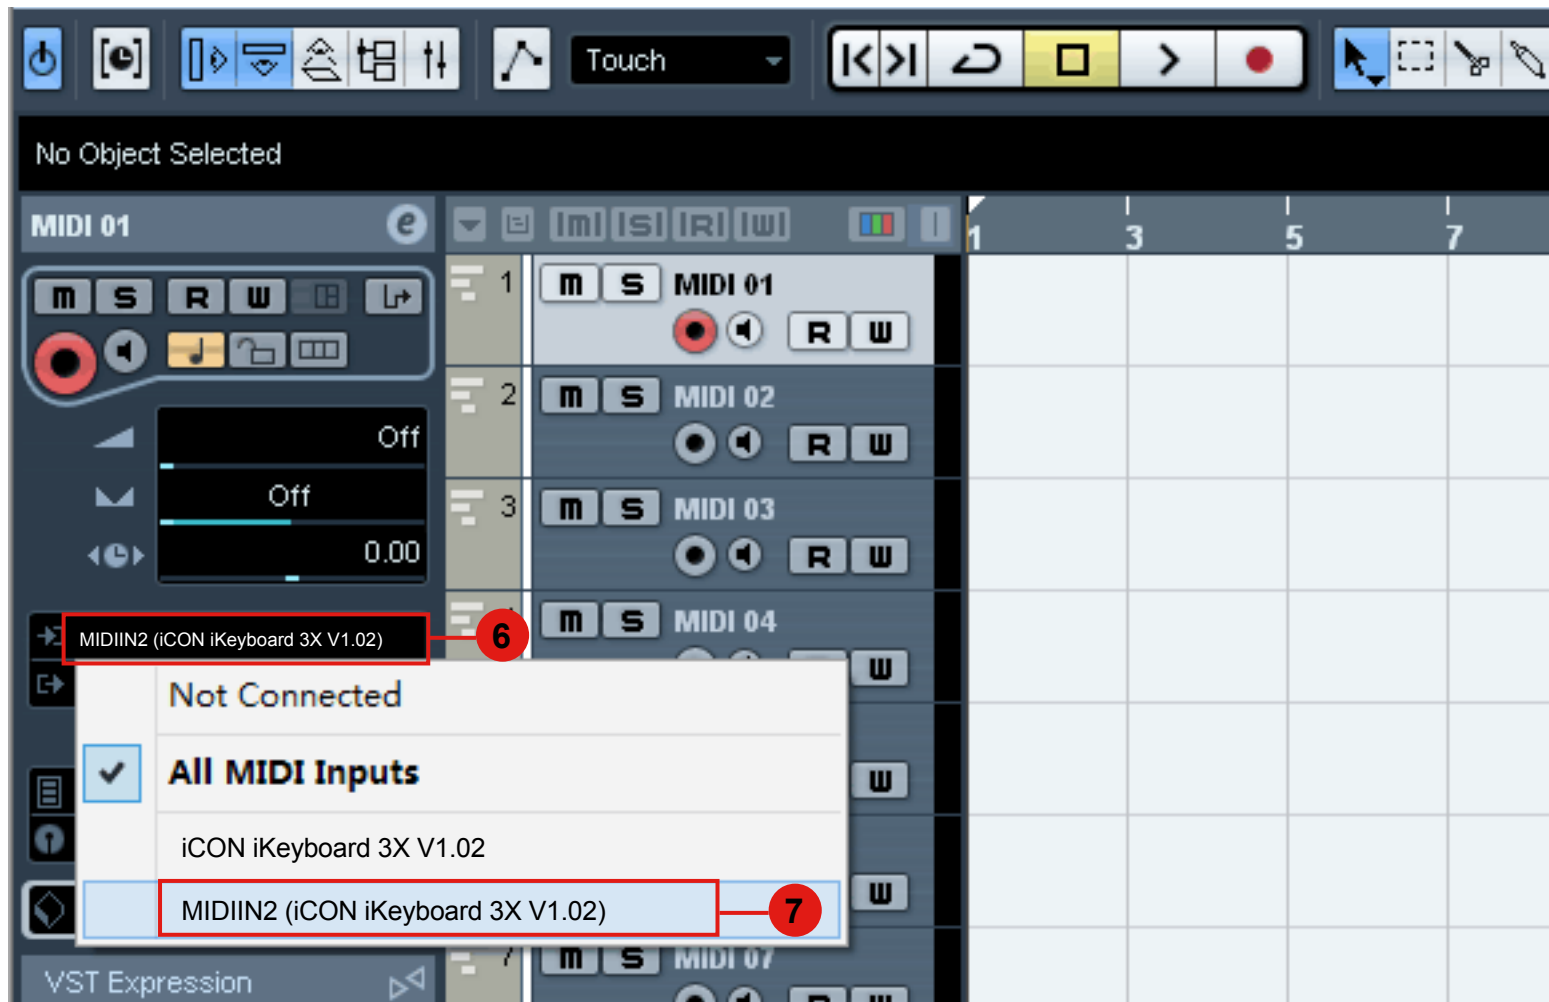 Touch
No Object Selected
MIDI 01
e
m S R W
1 3 5 7
1 m S MIDI 01
R W
m S R W
2 m S MIDI 02
R W
Off
Off
3 m S MIDI 03
0.00
R W
m S MIDI 04
MIDIIN2 (iCON iKeyboard 3X V1.02)
6
W
Not Connected
All MIDI Inputs
W
iCON iKeyboard 3X V1.02
MIDIIN2 (iCON iKeyboard 3X V1.02)
7
W
7 m S MIDI 07
VST Expression